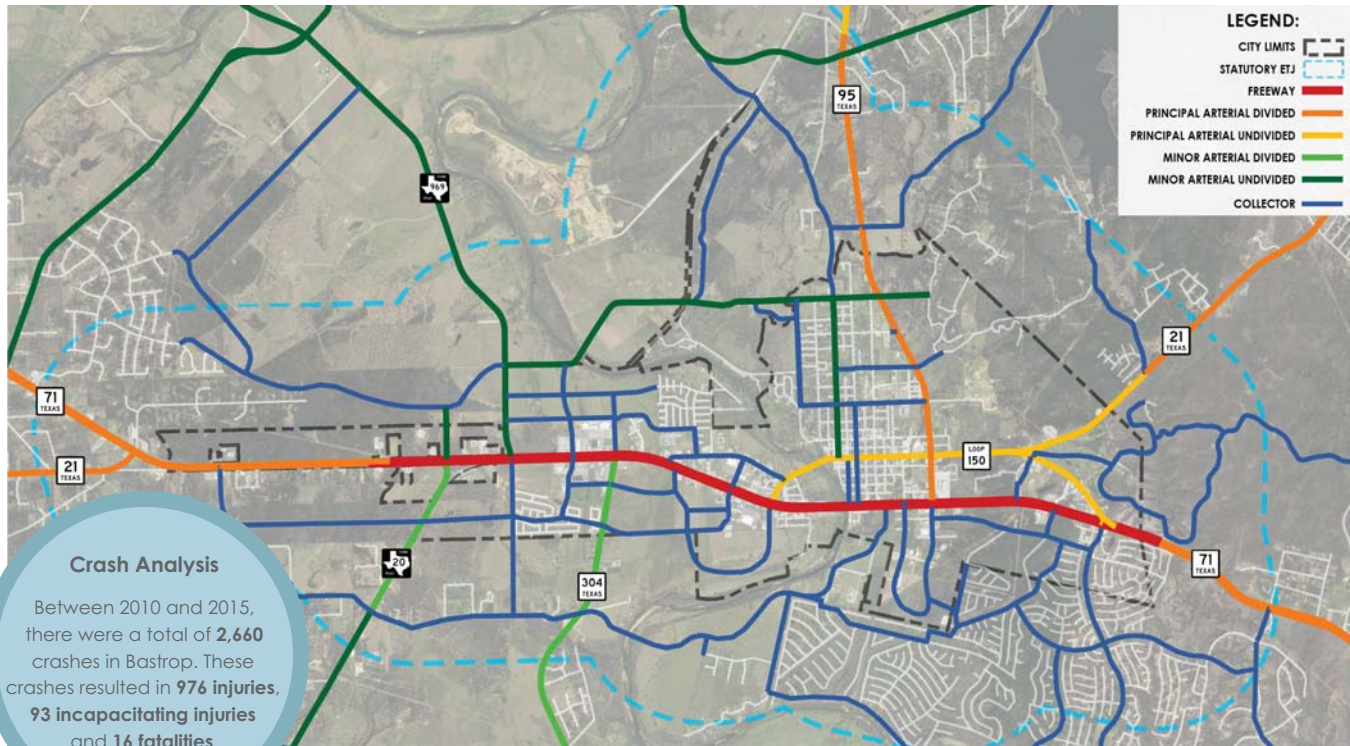 LEGEND:
CITY LIMITS
STATUTORY ETJ
FREEWAY
PRINCIPAL ARTERIAL DIVIDED
PRINCIPAL ARTERIAL UNDIVIDED
MINOR ARTERIAL DIVIDED
MINOR ARTERIAL UNDIVIDED
COLLECTOR
95
TEXAS
969
21
TEXAS
71
TEXAS
21
TEXAS
LOOP
150
20
304
TEXAS
71
TEXAS
Crash Analysis
Between 2010 and 2015,
there were a total of 2,660
crashes in Bastrop. These
crashes resulted in 976 injuries,
93 incapacitating injuries
and 16 fatalities